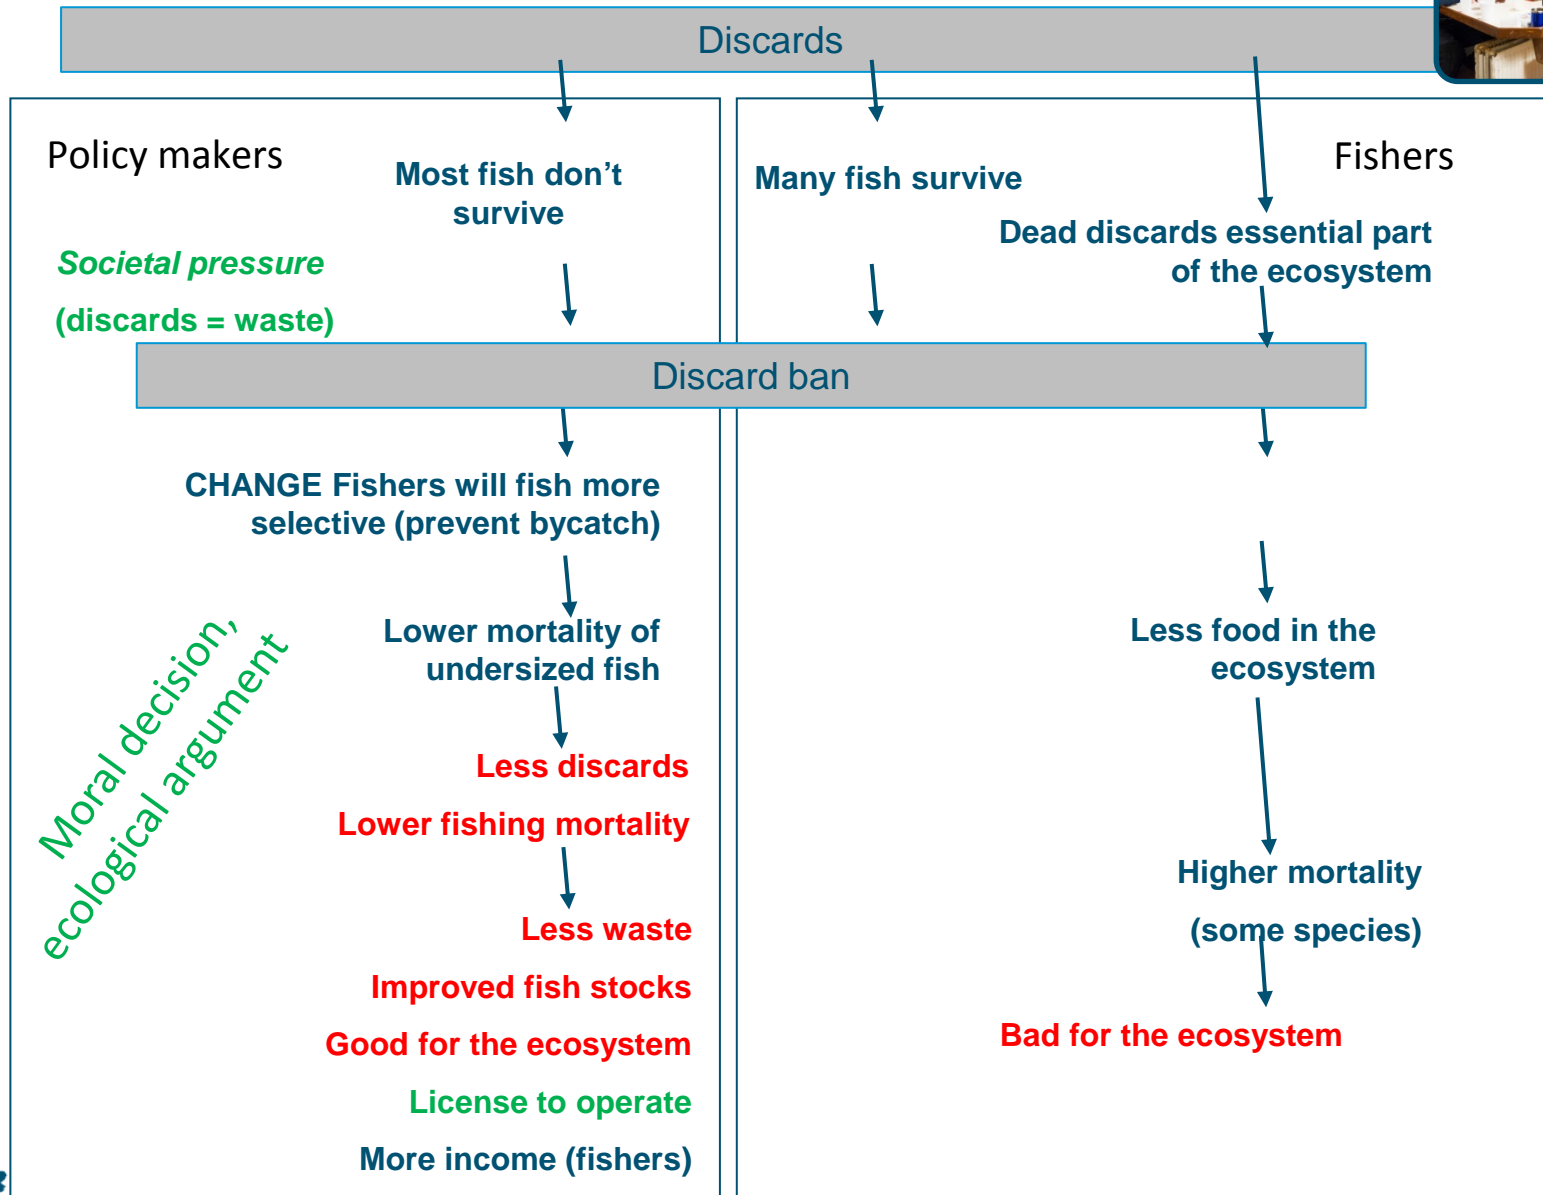 Discards
Policy makers
Most fish don’t
survive
Societal pressure
(discards = waste)
Many fish survive
Fishers
Dead discards essential part
of the ecosystem
Discard ban
CHANGE Fishers will fish more
selective (prevent bycatch)
Lower mortality of
undersized fish
Less discards
Lower fishing mortality
Less waste
Improved fish stocks
Good for the ecosystem
License to operate
More income (fishers)
Moral decision,
ecological argument
Less food in the
ecosystem
Higher mortality
(some species)
Bad for the ecosystem